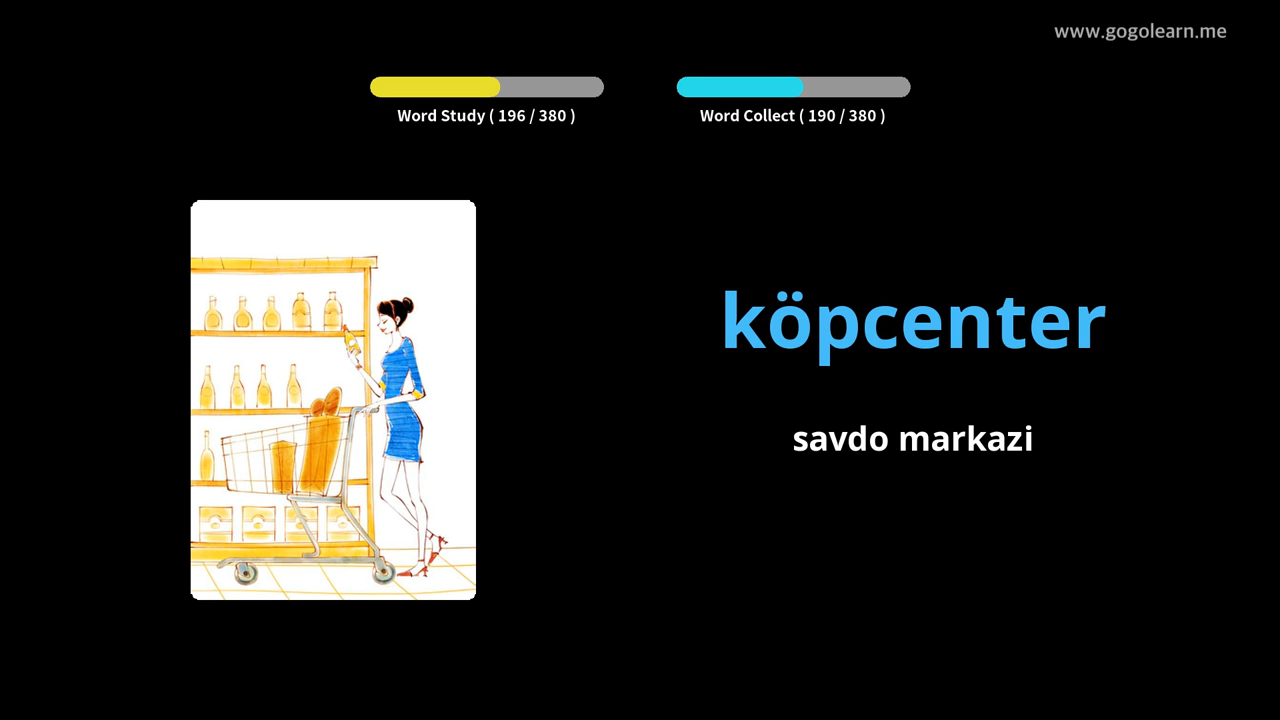 www.gogolearn.me
Word Study ( 196 / 380 )
Word Collect ( 190 / 380 )
köpcenter
savdo markazi